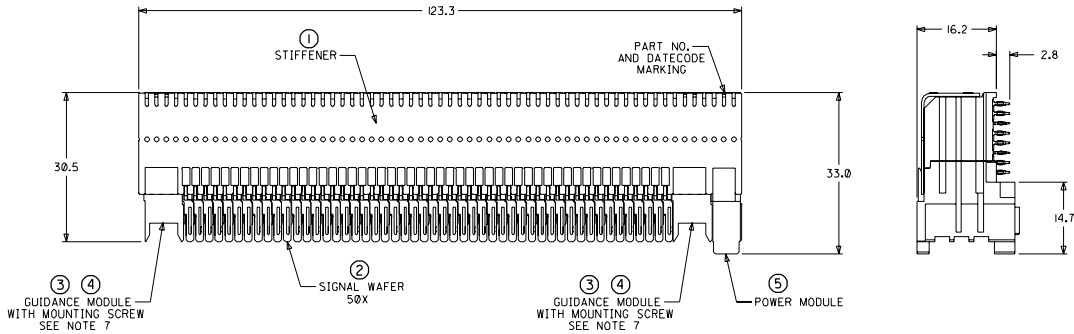 123.3
16.2
2.8
1
STIFFENER
PART NO.
AND DATECODE
MARKING
30.5
33.0
14.7
2
SIGNAL WAFER
50X
3 4
GUIDANCE MODULE
WITH MOUNTING SCREW
SEE NOTE 7
3 4
GUIDANCE MODULE
WITH MOUNTING SCREW
SEE NOTE 7
5
POWER MODULE